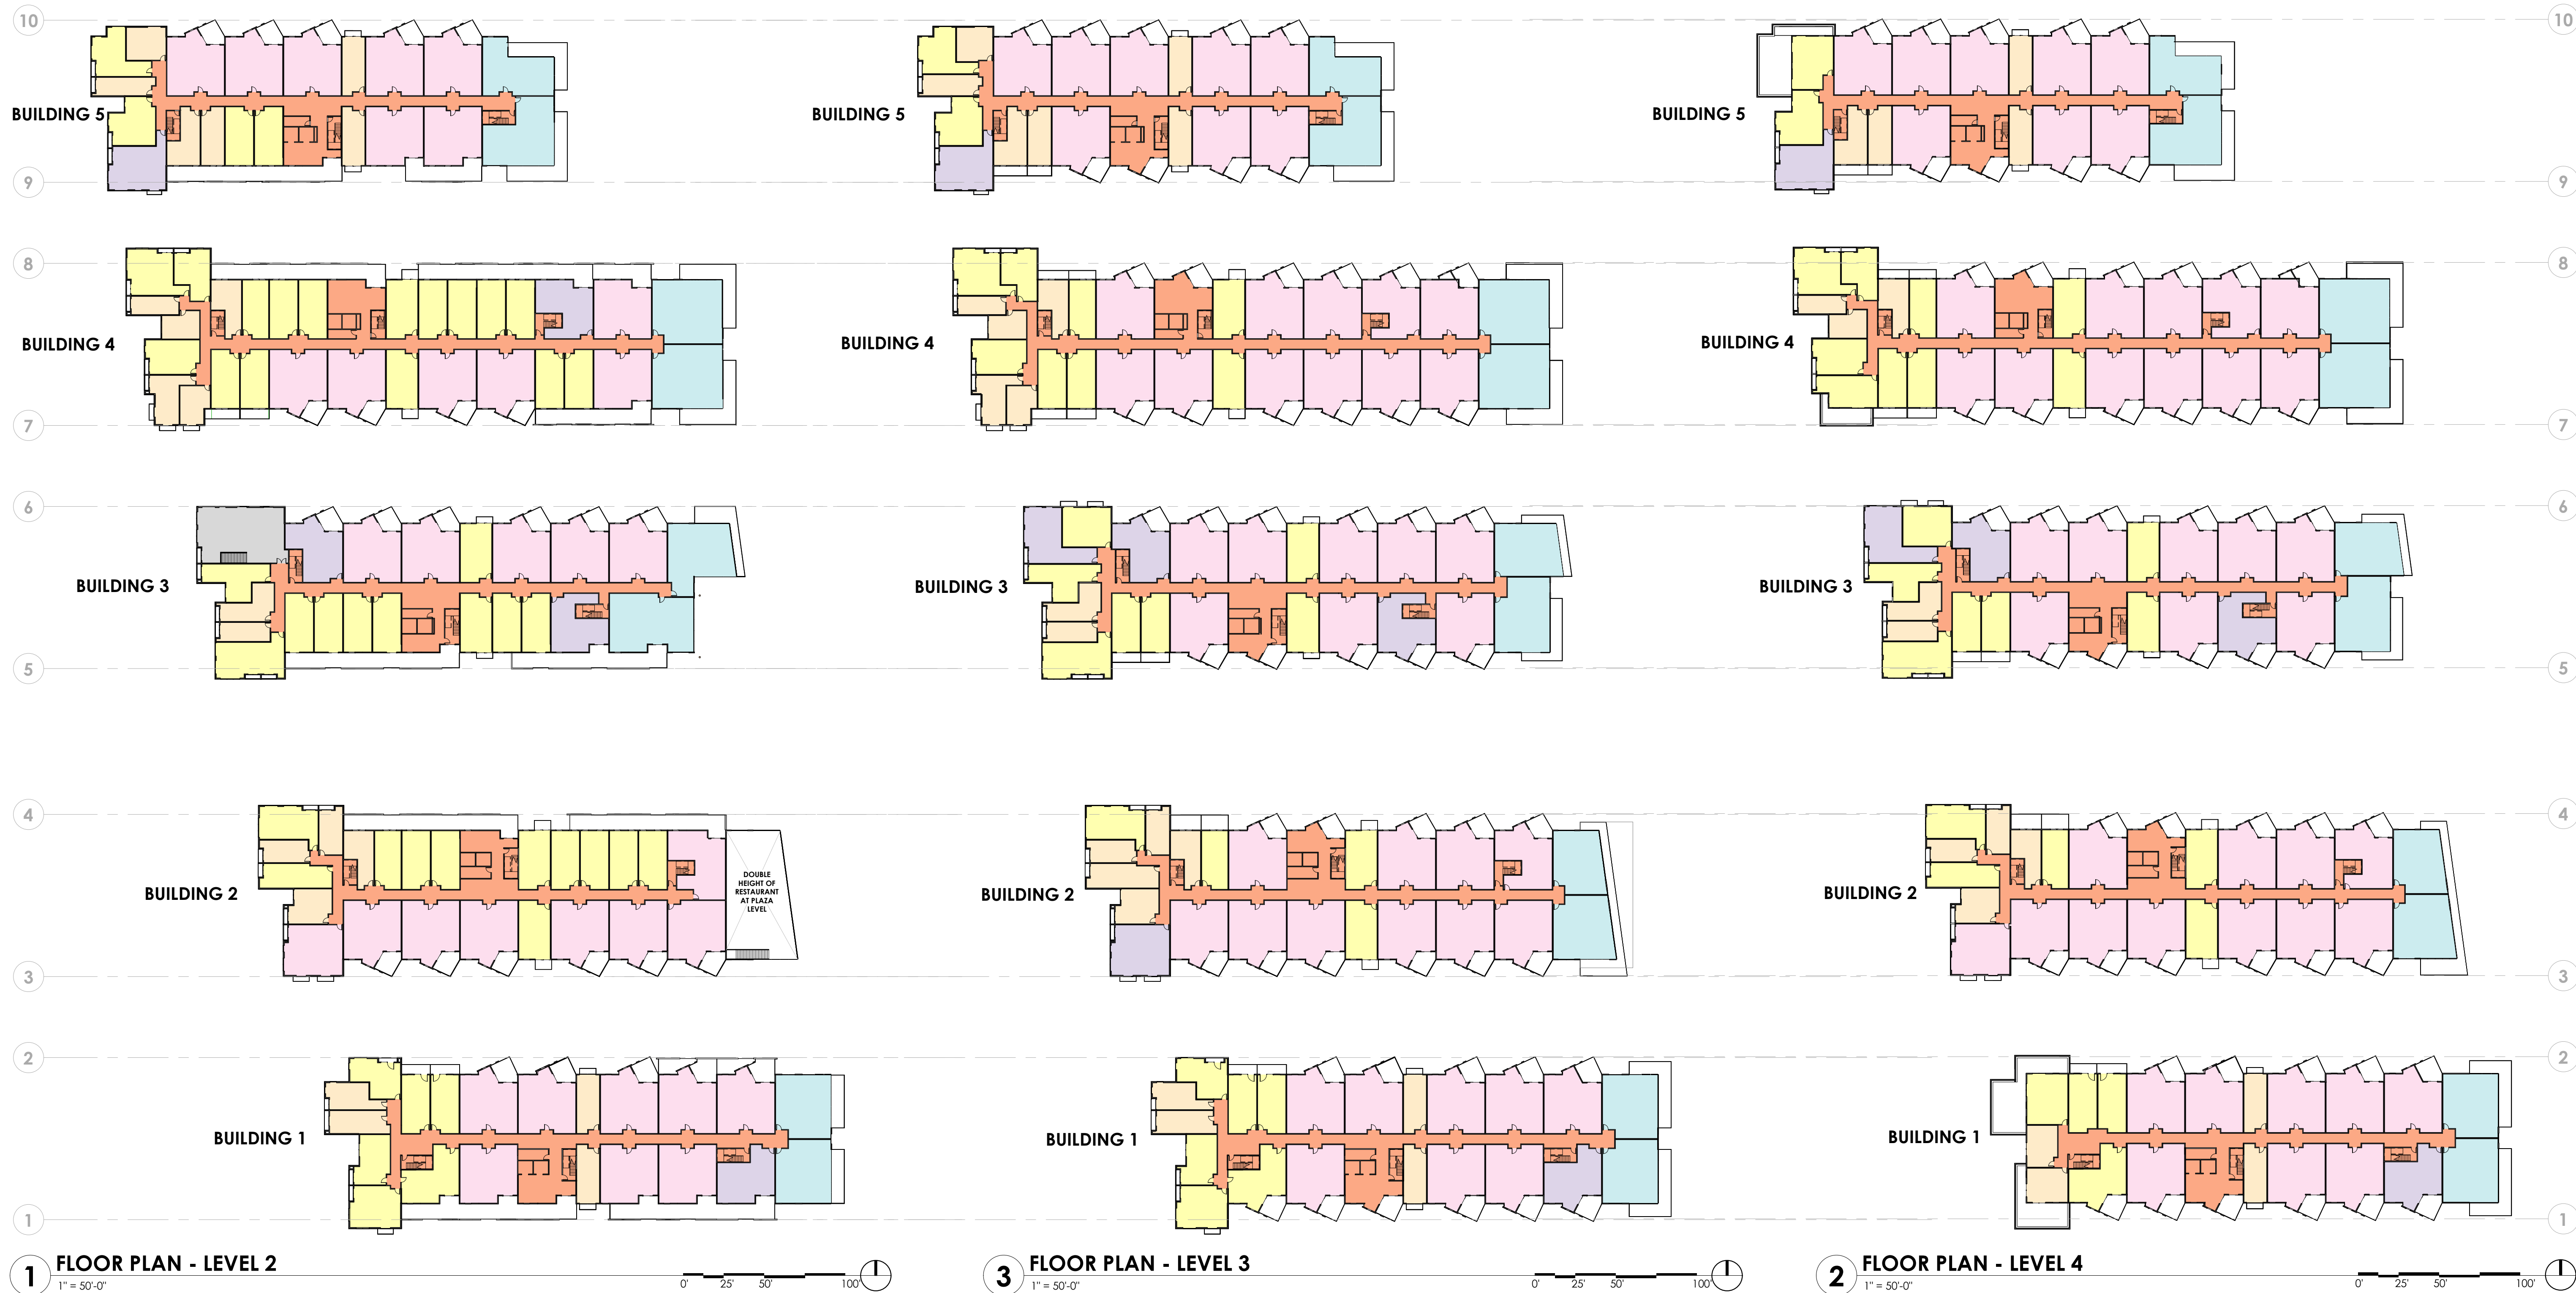 10
10
BUILDING 5
BUILDING 5
BUILDING 5
9
9
8
8
BUILDING 4
BUILDING 4
BUILDING 4
7
7
6
6
BUILDING 3
BUILDING 3
BUILDING 3
5
5
4
4
DOUBLE
HEIGHT OF
RESTAURANT
AT PLAZA
LEVEL
BUILDING 2
BUILDING 2
BUILDING 2
3
3
2
2
BUILDING 1
BUILDING 1
BUILDING 1
1
1
1 FLOOR PLAN - LEVEL 2
1" = 50'-0"
0' 25' 50' 100'
3 FLOOR PLAN - LEVEL 3
1" = 50'-0"
0' 25' 50' 100'
2 FLOOR PLAN - LEVEL 4
1" = 50'-0"
0' 25' 50' 100'